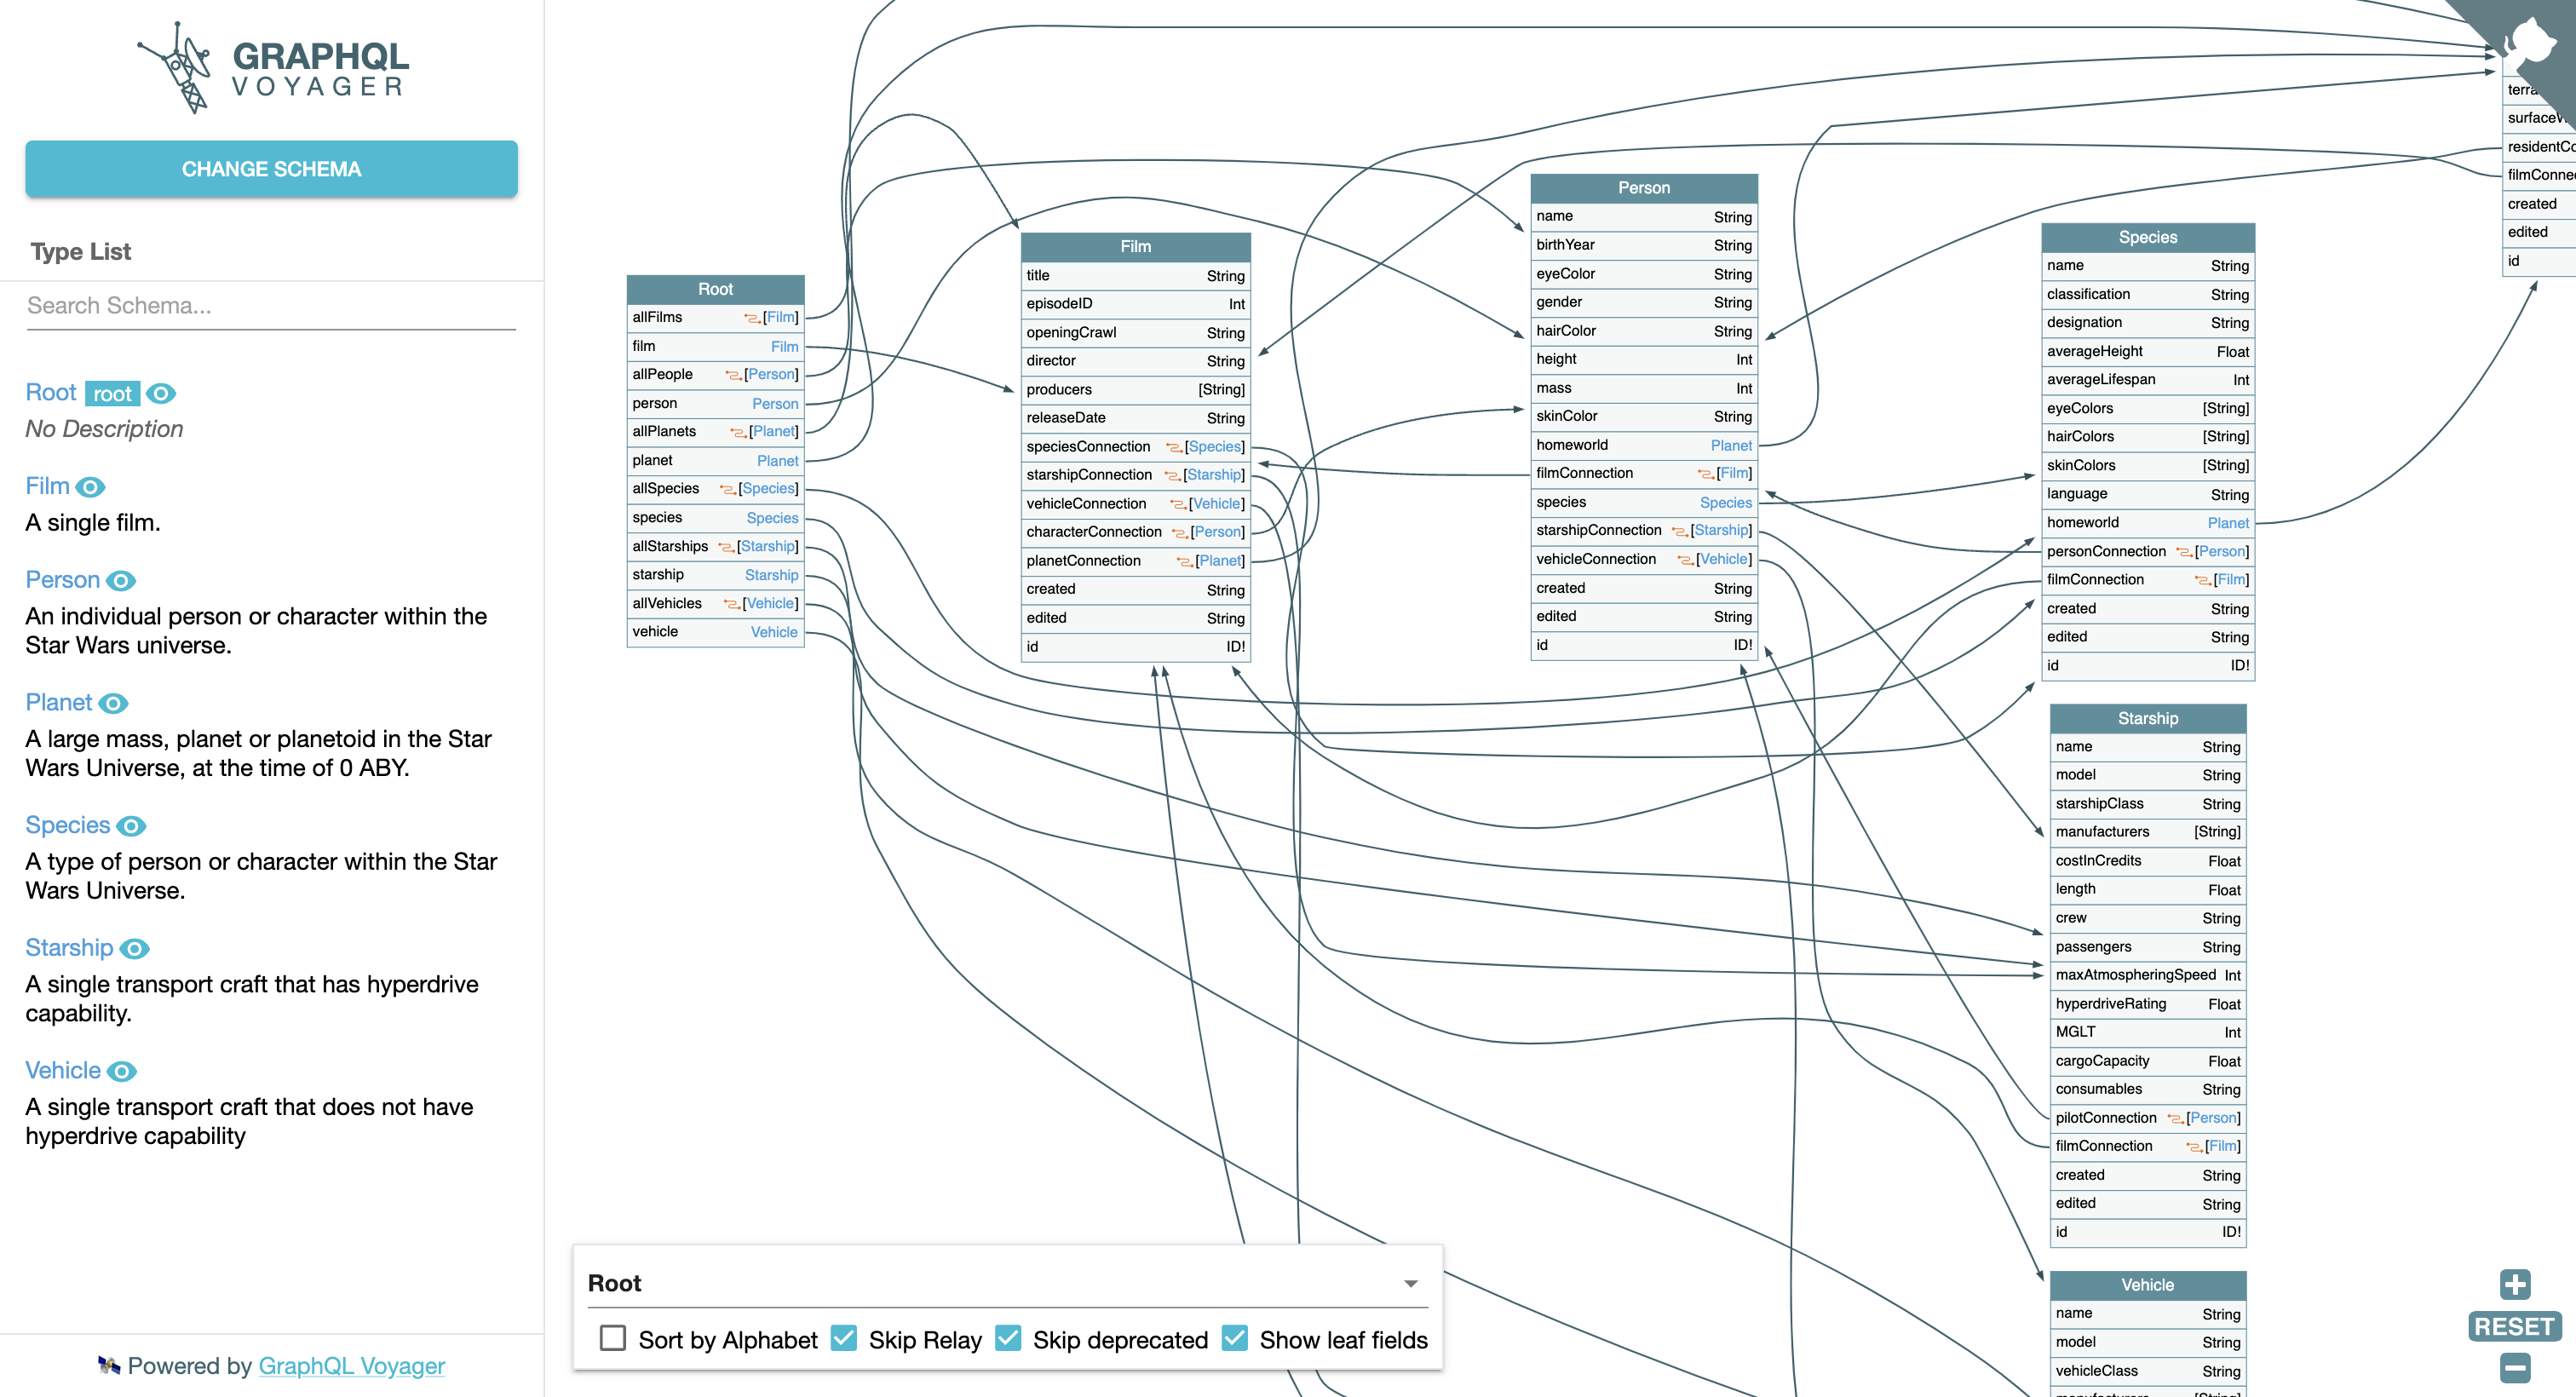 GRAPHQL
VOYAGER
CHANGE SCHEMA
Type List
Search Schema...
Root root
No Description
Film
A single film.
Person
An individual person or character within the
Star Wars universe.
Planet
A large mass, planet or planetoid in the Star
Wars Universe, at the time of 0 ABY.
Species
A type of person or character within the Star
Wars Universe.
Starship
A single transport craft that has hyperdrive
capability.
Vehicle
A single transport craft that does not have
hyperdrive capability
Powered by GraphQL Voyager
Root
allFilms [Film]
film Film
allPeople [Person]
person Person
allPlanets [Planet]
planet Planet
allSpecies [Species]
species Species
allStarships [Starship]
starship Starship
allVehicles [Vehicle]
vehicle Vehicle
Film
title String
episodeID Int
openingCrawl String
director String
producers [String]
releaseDate String
speciesConnection [Species]
starshipConnection [Starship]
vehicleConnection [Vehicle]
characterConnection [Person]
planetConnection [Planet]
created String
edited String
id ID!
Person
name String
birthYear String
eyeColor String
gender String
hairColor String
height Int
mass Int
skinColor String
homeworld Planet
filmConnection [Film]
species Species
starshipConnection [Starship]
vehicleConnection [Vehicle]
created String
edited String
id ID!
Species
name String
classification String
designation String
averageHeight Float
averageLifespan Int
eyeColors [String]
hairColors [String]
skinColors [String]
language String
homeworld Planet
personConnection [Person]
filmConnection [Film]
created String
edited String
id ID!
Starship
name String
model String
starshipClass String
manufacturers [String]
costInCredits Float
length Float
crew String
passengers String
maxAtmospheringSpeed Int
hyperdriveRating Float
MGLT Int
cargoCapacity Float
consumables String
pilotConnection [Person]
filmConnection [Film]
created String
edited String
id ID!
Vehicle
name String
model String
vehicleClass String
terra
surfaceW
residentCo
filmConne
created
edited
id
Root
Sort by Alphabet Skip Relay Skip deprecated Show leaf fields
RESET